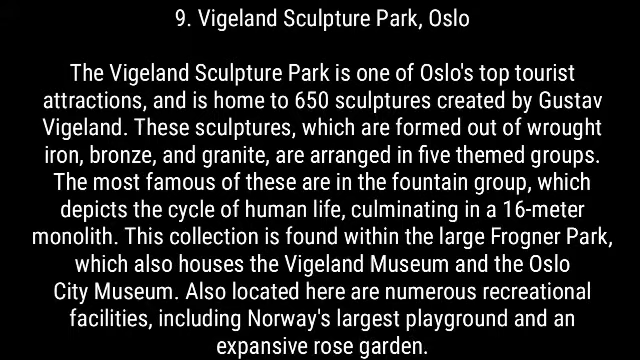 9. Vigeland Sculpture Park, Oslo
The Vigeland Sculpture Park is one of Oslo's top tourist
attractions, and is home to 650 sculptures created by Gustav
Vigeland. These sculptures, which are formed out of wrought
iron, bronze, and granite, are arranged in five themed groups.
The most famous of these are in the fountain group, which
depicts the cycle of human life, culminating in a 16-meter
monolith. This collection is found within the large Frogner Park,
which also houses the Vigeland Museum and the Oslo
City Museum. Also located here are numerous recreational
facilities, including Norway's largest playground and an
expansive rose garden.